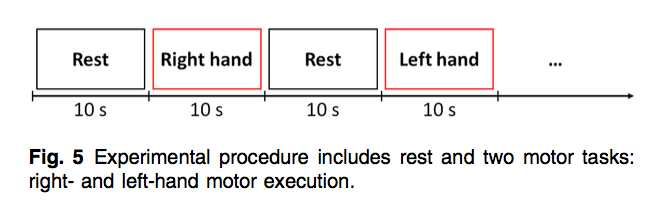 Rest Right hand Rest Left hand ...
10 s 10 s 10 s 10 s
Fig. 5 Experimental procedure includes rest and two motor tasks:
right- and left-hand motor execution.